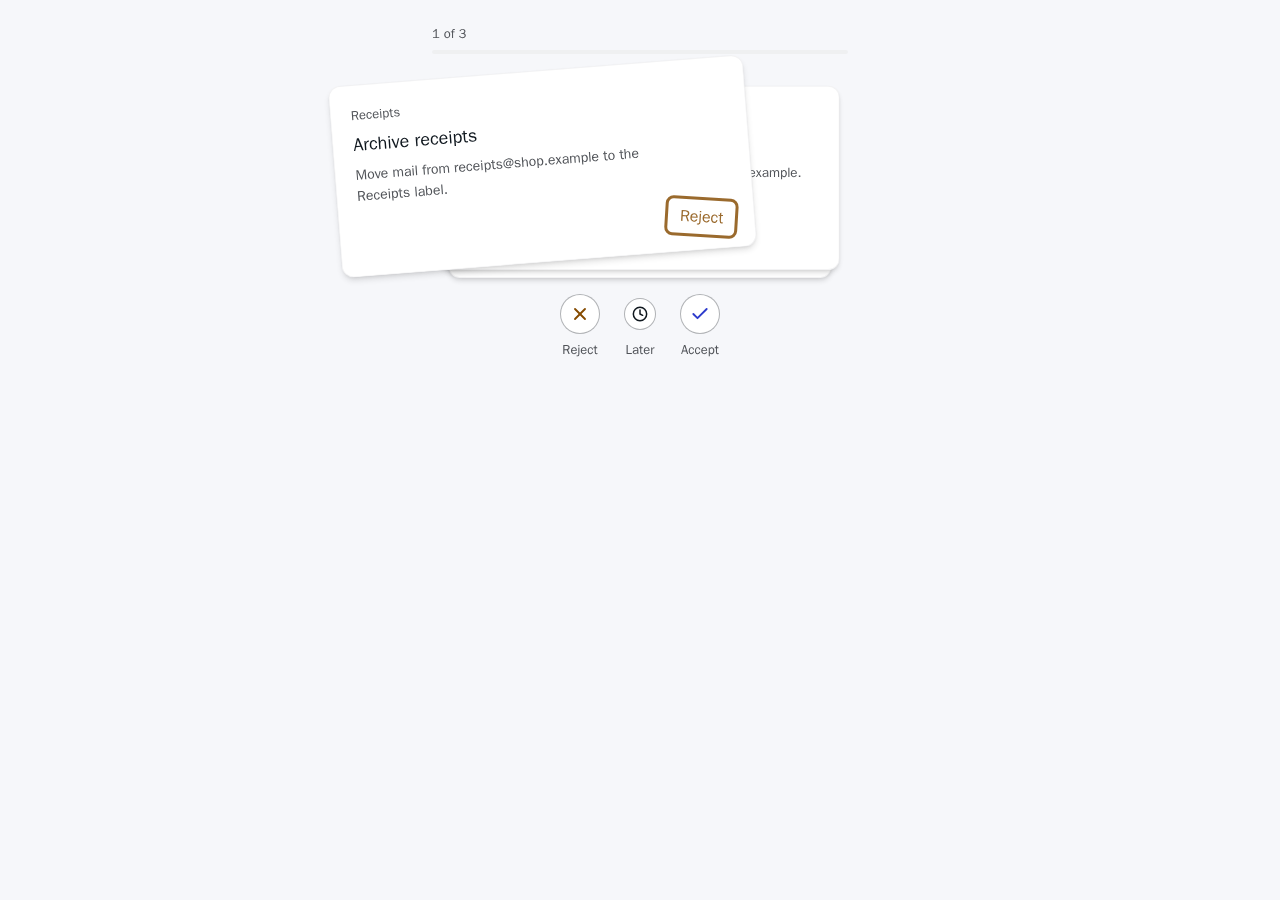 1 of 3
Receipts
Archive receipts
Move mail from receipts@shop.example to the
Receipts label.
example.
Reject
Reject
Later
Accept